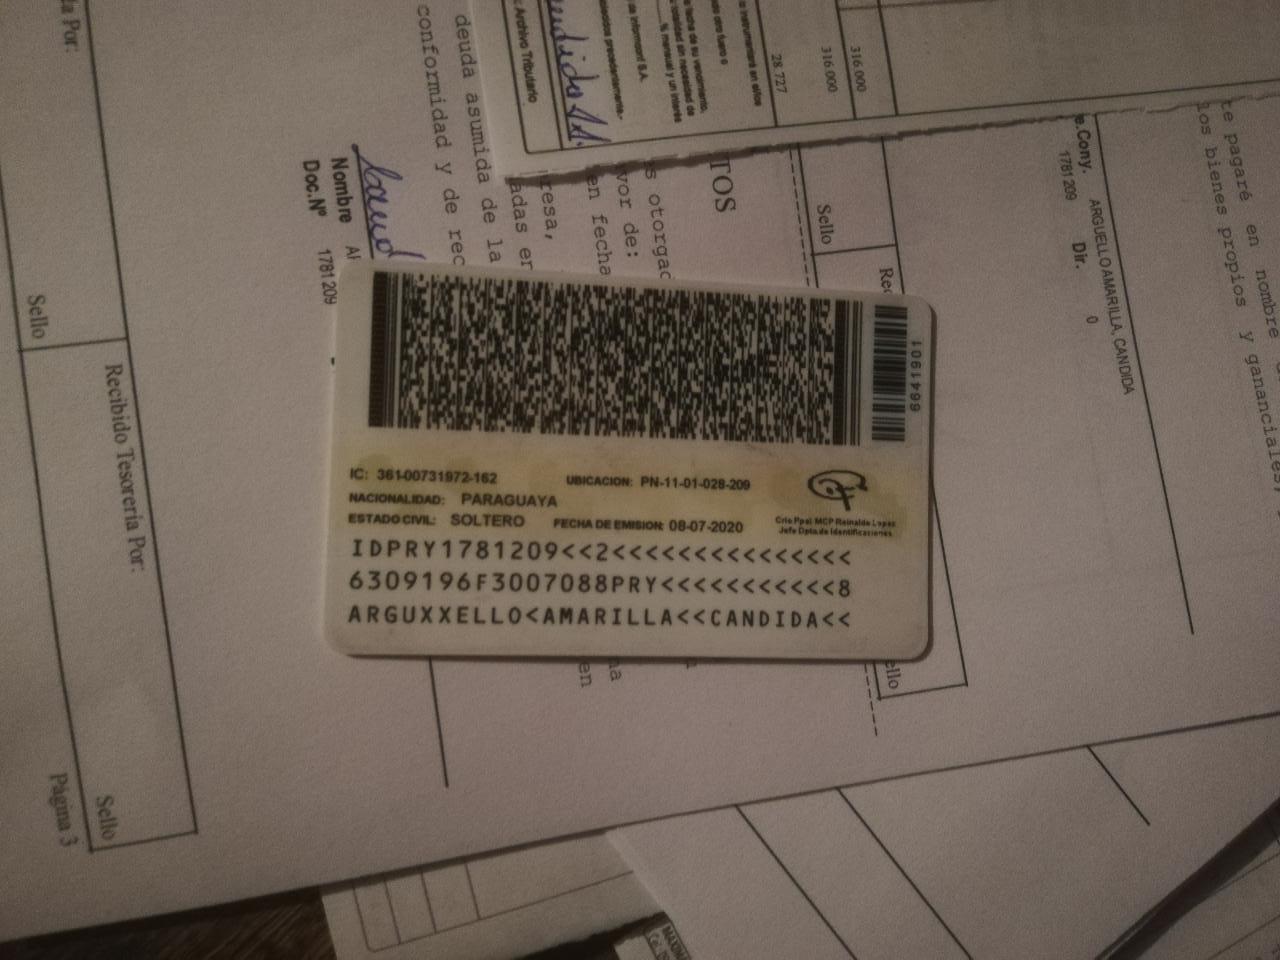 IC: 361-00731972-162
UBICACION: PN-11-01-028-209
NACIONALIDAD: PARAGUAYA
ESTADO CIVIL: SOLTERO
FECHA DE EMISION: 08-07-2020
Crio Ppal MCP Reinaldo Lopez
Jefe Dpto.de Identificaciones
IDPRY1781209<<2<<<<<<<<<<<<<<<
6309196F3007088PRY<<<<<<<<<<<8
ARGUXXELLO<AMARILLA<<CANDIDA<<
1901499
Nombre
Doc.Nº 1781 209
deuda asumida de la
conformidad y de rec
Archivo Tributario
28 727
316 000
316 000
TOS
s otorgad
vor de:
en fecha
resa,
adas en
Sello
e.Cony. ARGUELLO AMARILLA, CANDIDA
1781 209 Dir. 0
te pagaré en nombre
los bienes propios y gananciales
a Por:
Sello
Recibido Tesorería Por:
Sello
Página 3
ello
en